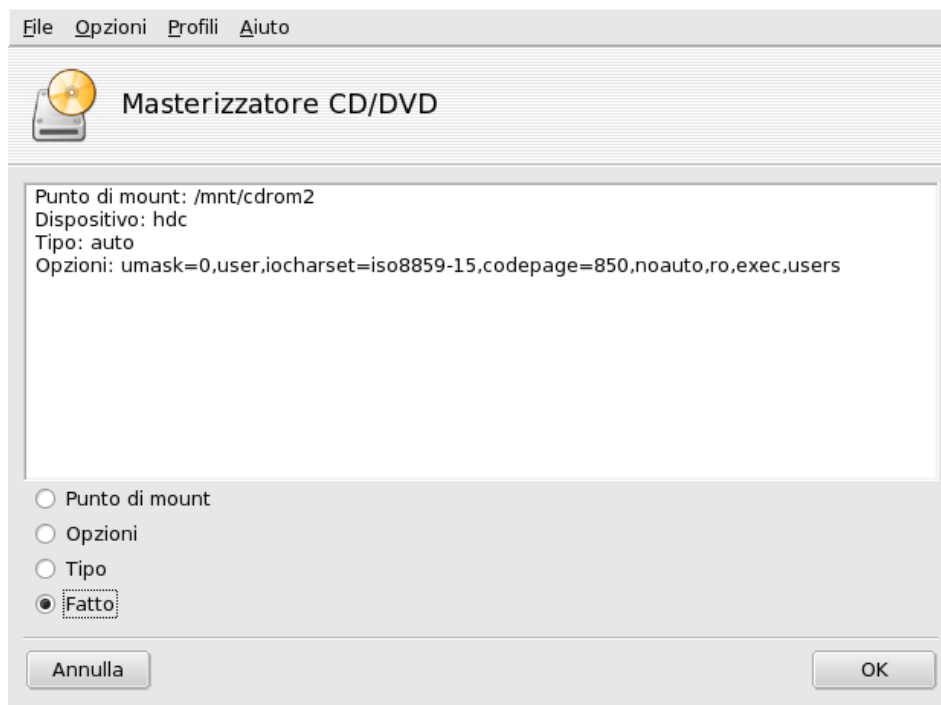 File Opzioni Profili Aiuto
Masterizzatore CD/DVD
Punto di mount: /mnt/cdrom2
Dispositivo: hdc
Tipo: auto
Opzioni: umask=0,user,iocharset=iso8859-15,codepage=850,noauto,ro,exec,users
Punto di mount
Opzioni
Tipo
Fatto
Annulla OK